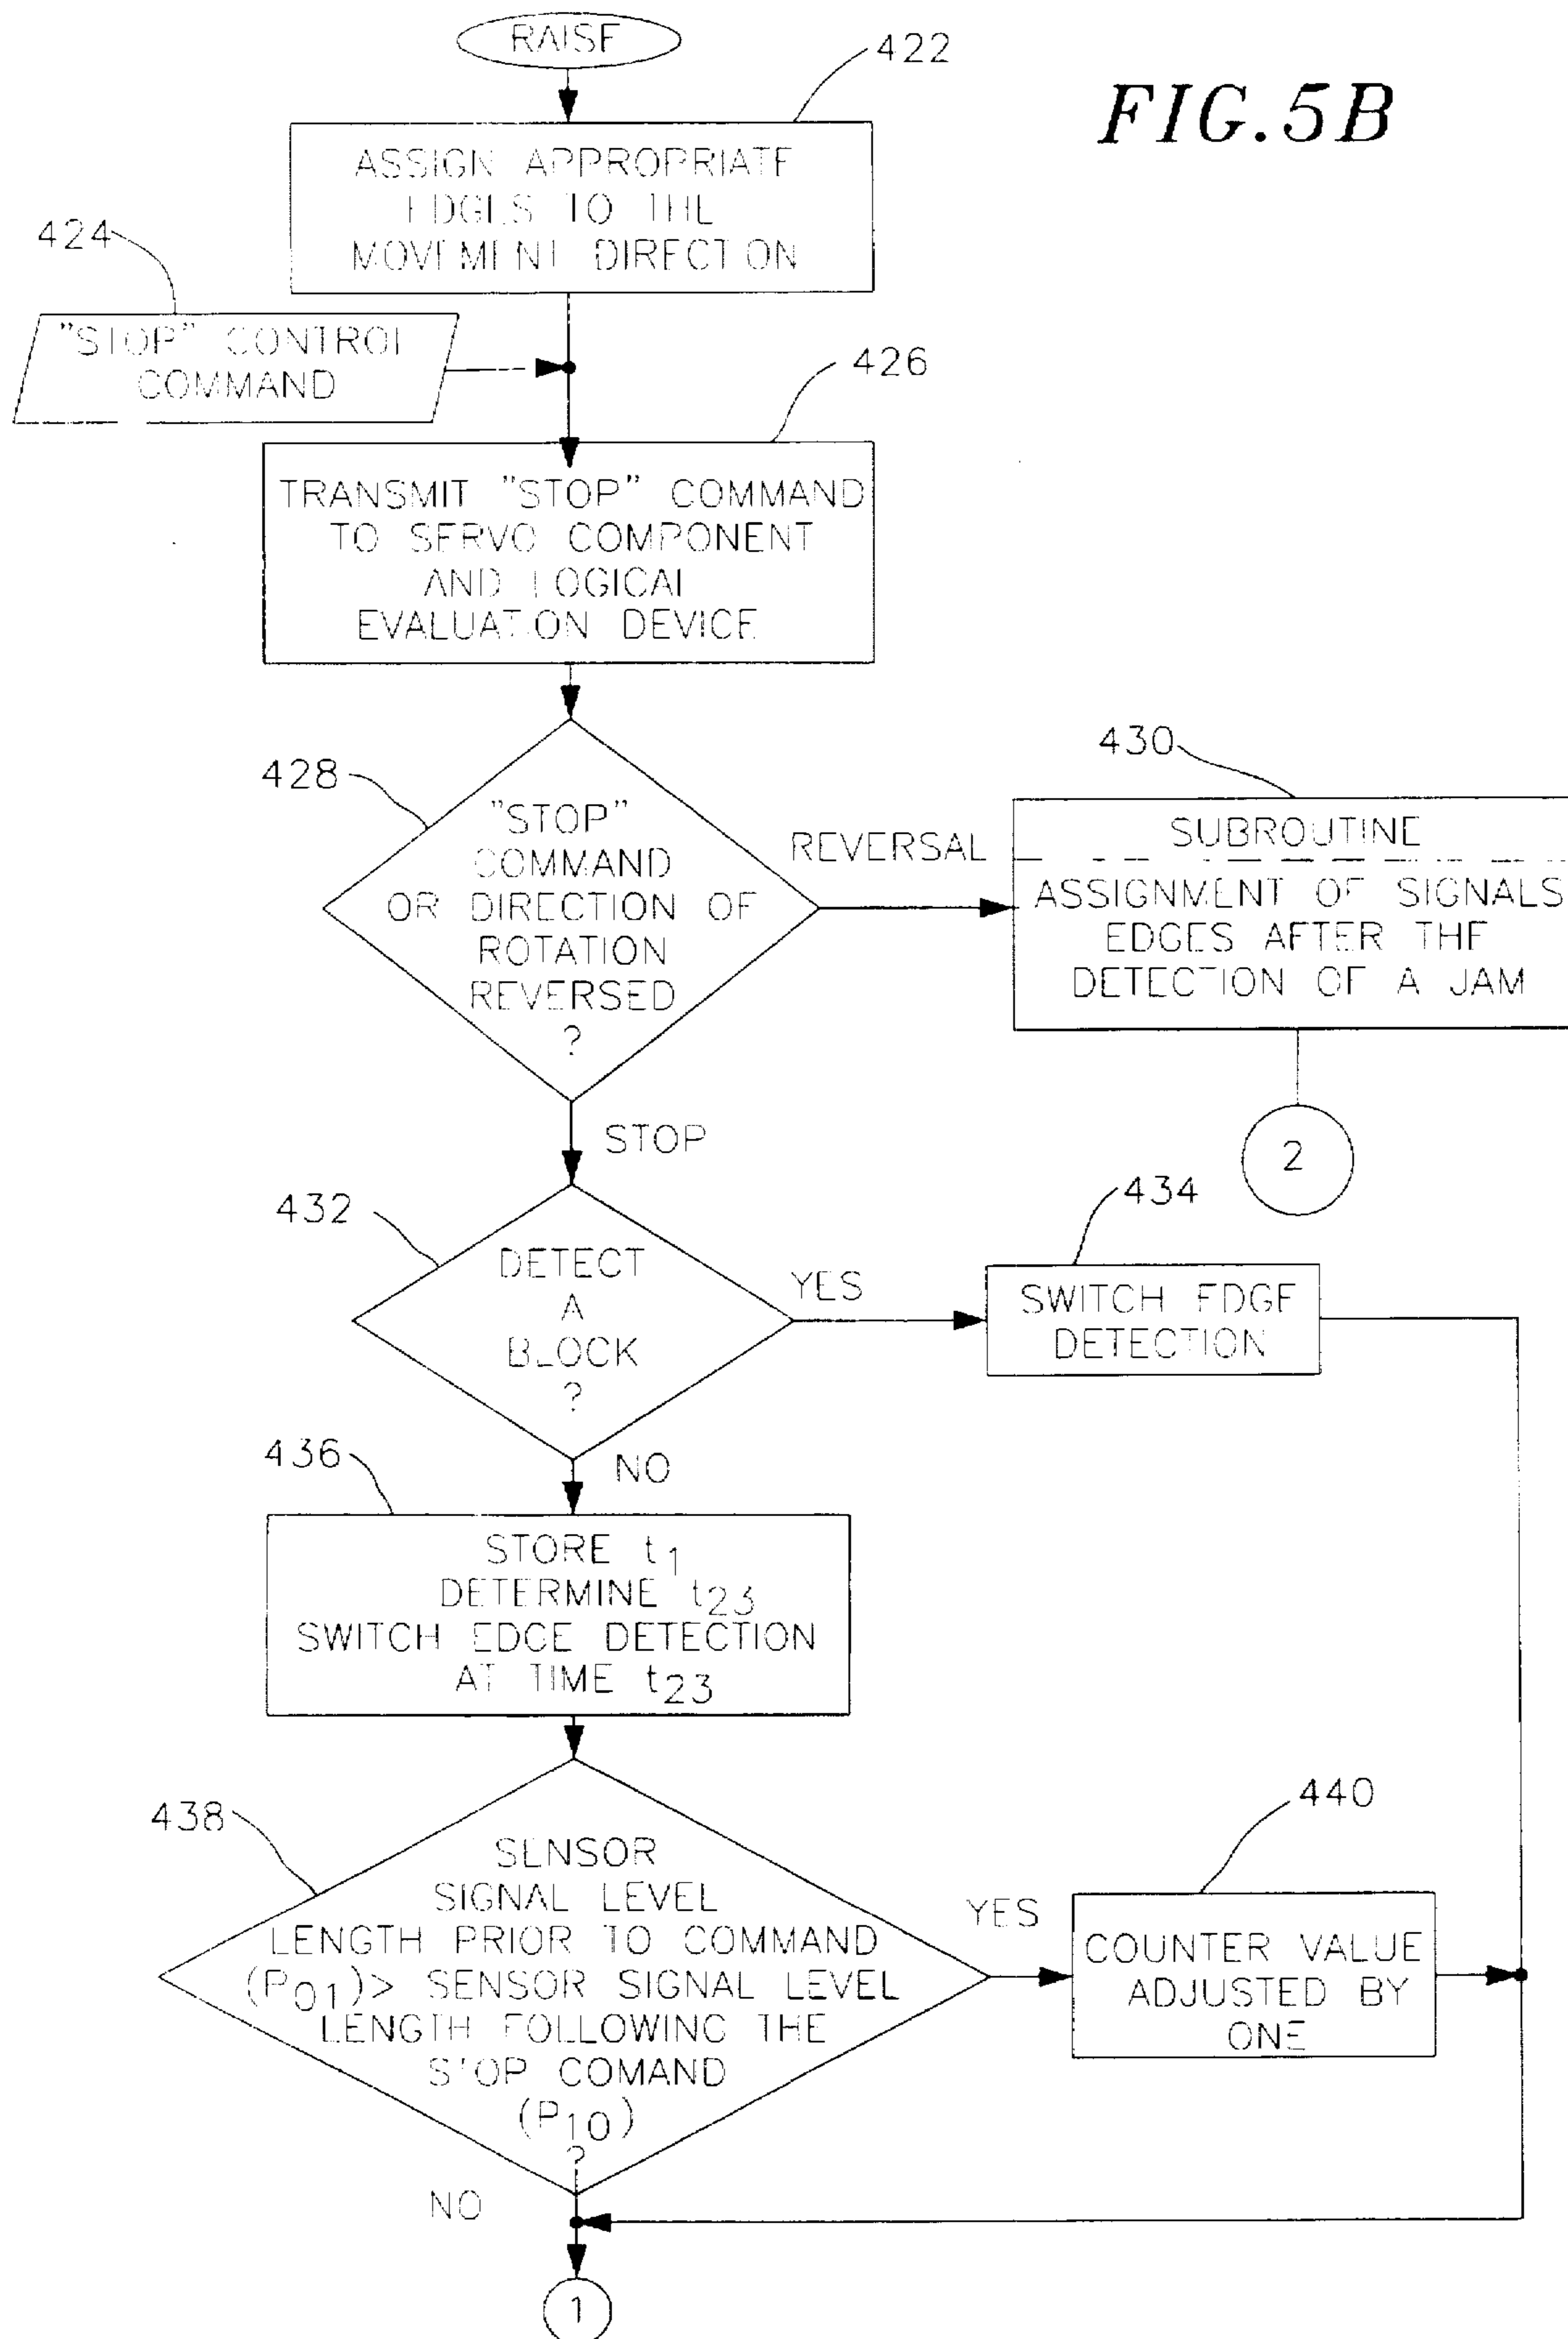 RAISE
422
FIG.5B
ASSIGN APPROPRIATE
EDGES TO THE
MOVEMENT DIRECTION
424
"STOP" CONTROL
COMMAND
426
TRANSMIT "STOP" COMMAND
TO SERVO COMPONENT
AND LOGICAL
EVALUATION DEVICE
428
"STOP"
COMMAND
OR DIRECTION OF
ROTATION
REVERSED
?
REVERSAL
430
SUBROUTINE
ASSIGNMENT OF SIGNALS
EDGES AFTER THE
DETECTION OF A JAM
2
STOP
432
DETECT
A
BLOCK
?
YES
434
SWITCH EDGE
DETECTION
NO
436
STORE t1
DETERMINE t23
SWITCH EDGE DETECTION
AT TIME t23
438
SENSOR
SIGNAL LEVEL
LENGTH PRIOR TO COMMAND
(P01)> SENSOR SIGNAL LEVEL
LENGTH FOLLOWING THE
STOP COMAND
(P10)
?
YES
440
COUNTER VALUE
ADJUSTED BY
ONE
NO
1